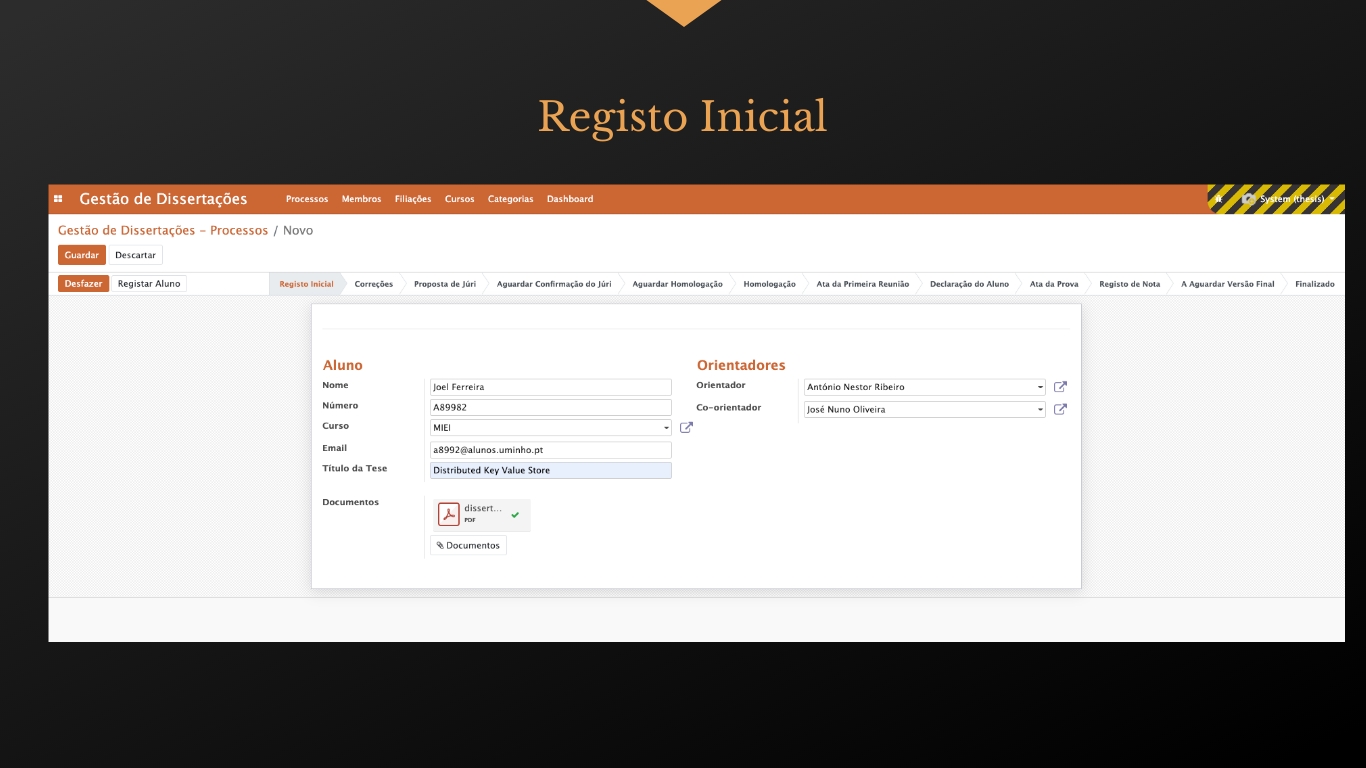 Registo Inicial
Gestão de Dissertações
Processos Membros Filiações Cursos Categorias Dashboard
System (thesis)
Gestão de Dissertações - Processos / Novo
Guardar Descartar
Desfazer Registar Aluno
Registo Inicial Correções Proposta de Júri Aguardar Confirmação do Júri Aguardar Homologação Homologação Ata da Primeira Reunião Declaração do Aluno Ata da Prova Registo de Nota A Aguardar Versão Final Finalizado
Aluno
Nome Joel Ferreira
Número A89982
Curso MIEI
Email a8992@alunos.uminho.pt
Título da Tese Distributed Key Value Store
Documentos
dissert...
PDF
Documentos
Orientadores
Orientador António Nestor Ribeiro
Co-orientador José Nuno Oliveira